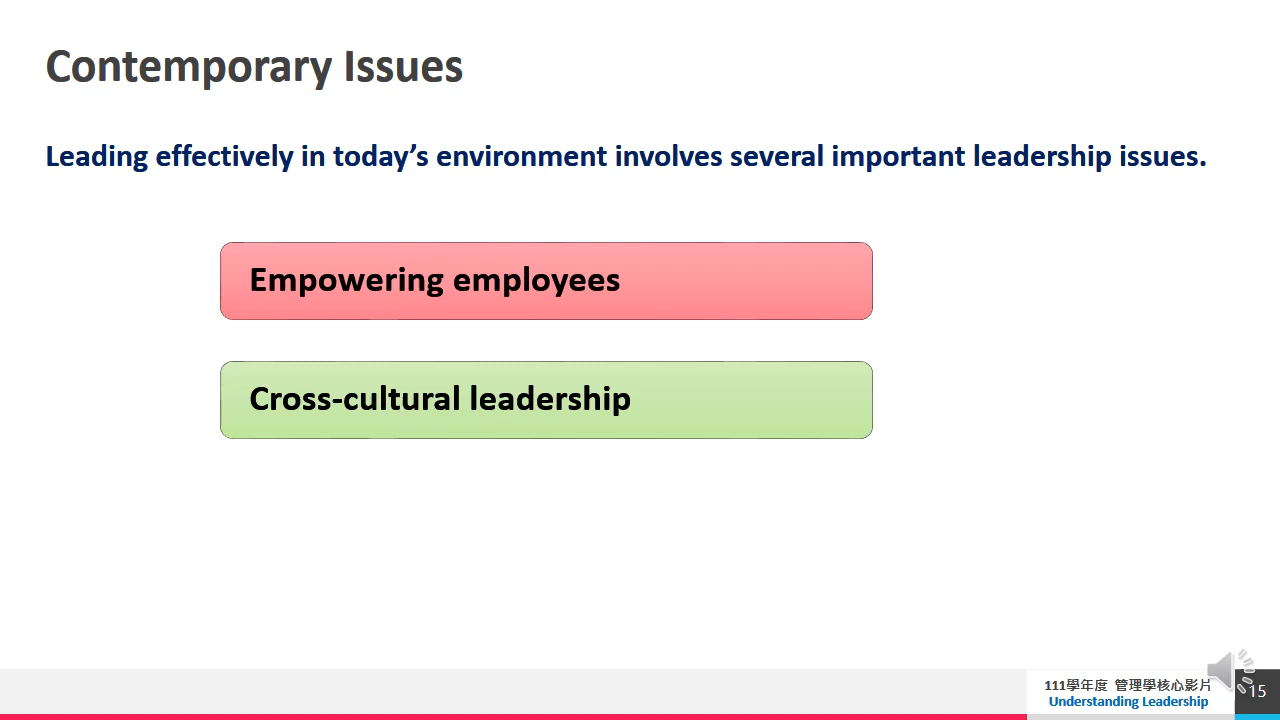 Contemporary Issues
Leading effectively in today’s environment involves several important leadership issues.
Empowering employees
Cross-cultural leadership
111學年度 管理學核心影片
Understanding Leadership
15